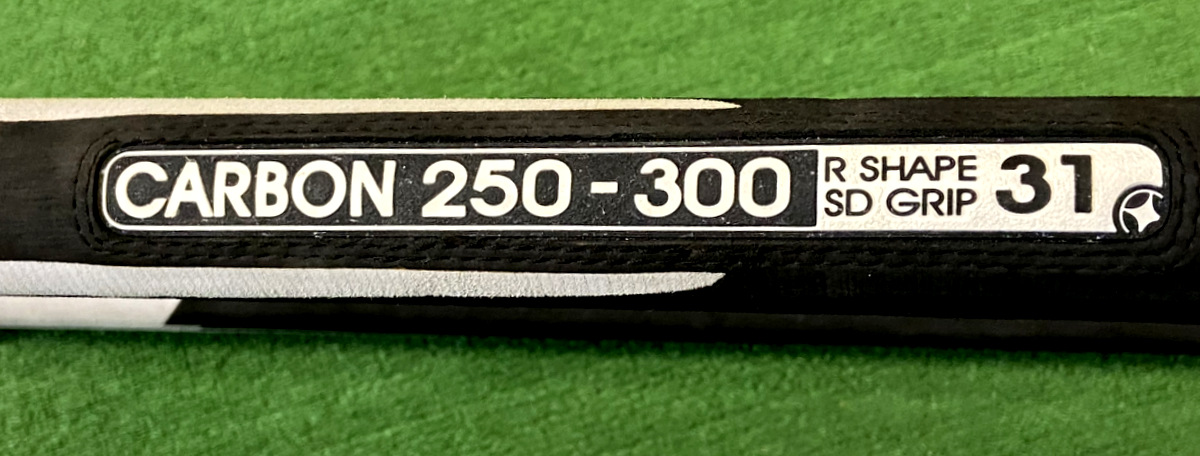 CARBON 250 - 300
R SHAPE
SD GRIP
31